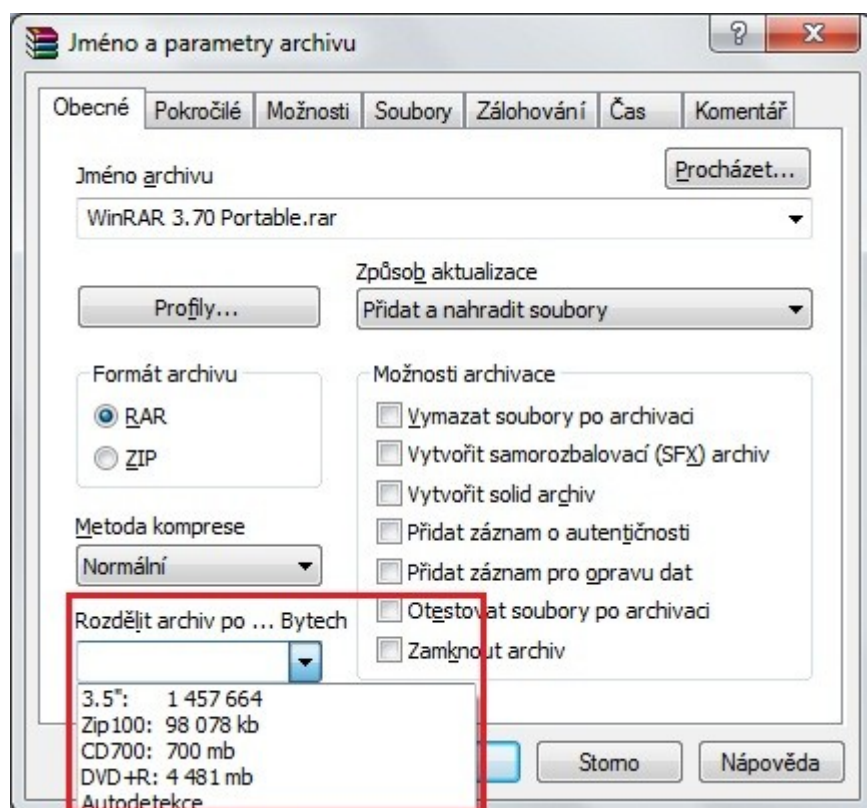 Jméno a parametry archivu
?
Obecné Pokročilé Možnosti Soubory Zálohování Čas Komentář
Jméno archivu
Procházet...
WinRAR 3.70 Portable.rar
Způsob aktualizace
Profily...
Přidat a nahradit soubory
Formát archivu
RAR
ZIP
Možnosti archivace
Vymazat soubory po archivaci
Vytvořit samorozbalovací (SFX) archiv
Vytvořit solid archiv
Přidat záznam o autentičnosti
Přidat záznam pro opravu dat
Otestovat soubory po archivaci
Zamknout archiv
Metoda komprese
Normální
Rozdělit archiv po ... Bytech
3.5": 1 457 664
Zip100: 98 078 kb
CD700: 700 mb
DVD+R: 4 481 mb
Autodetekce
Storno
Nápověda